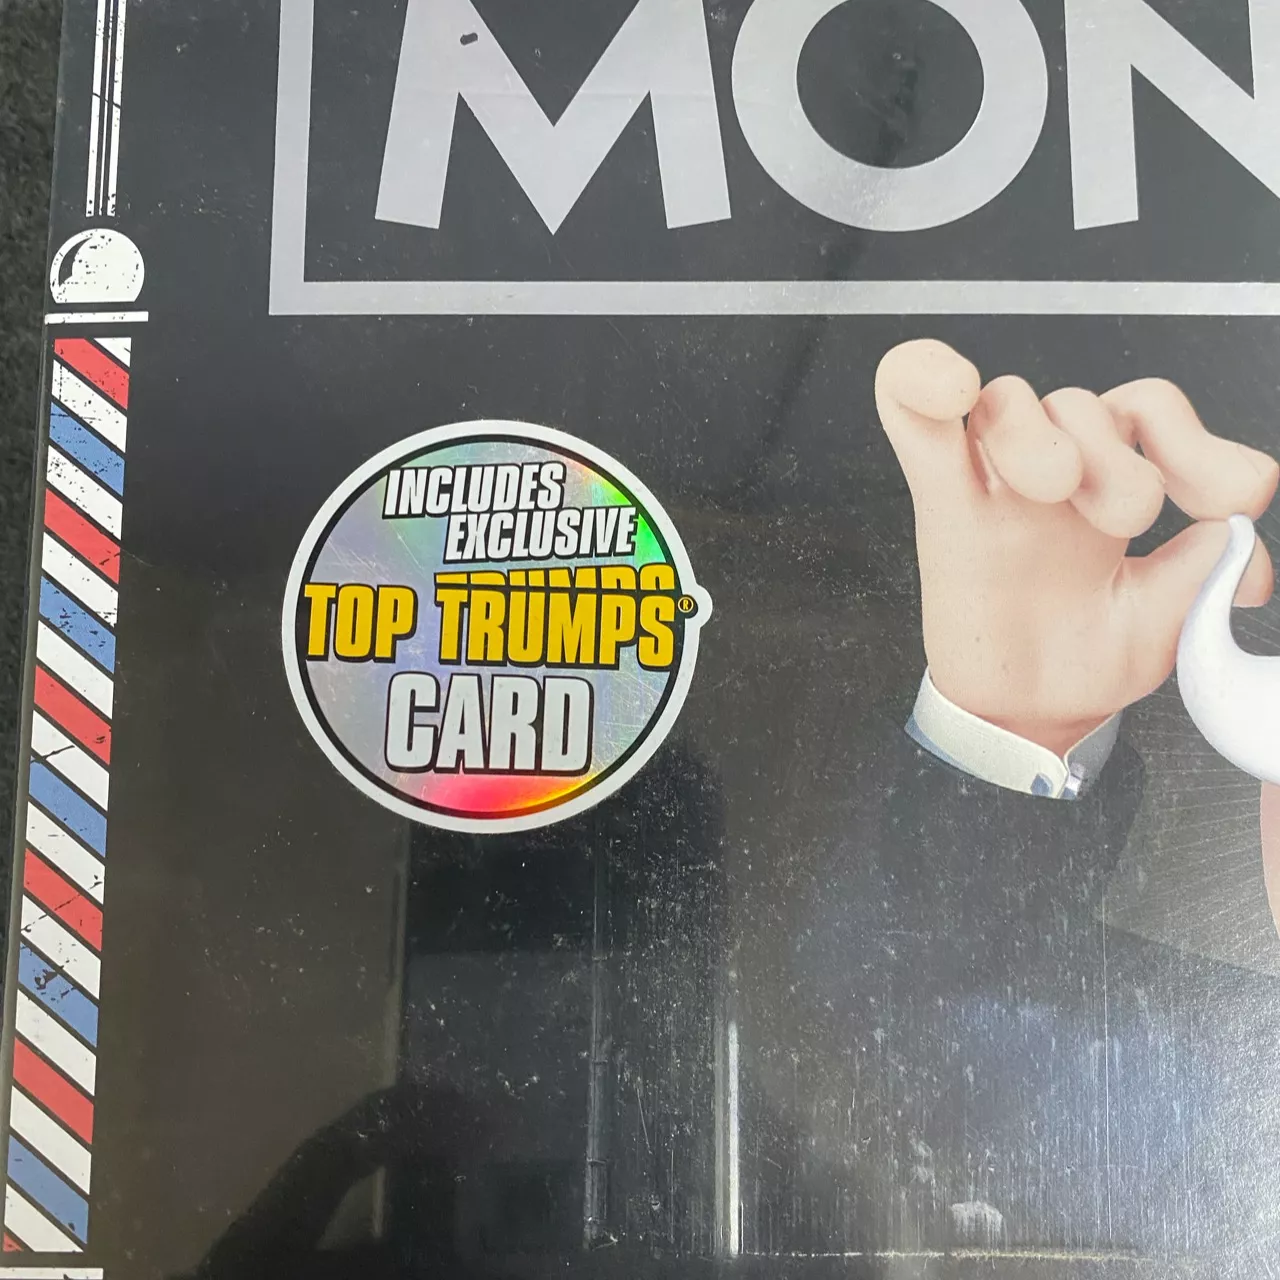 MON
INCLUDES
EXCLUSIVE
TOP TRUMPS®
CARD